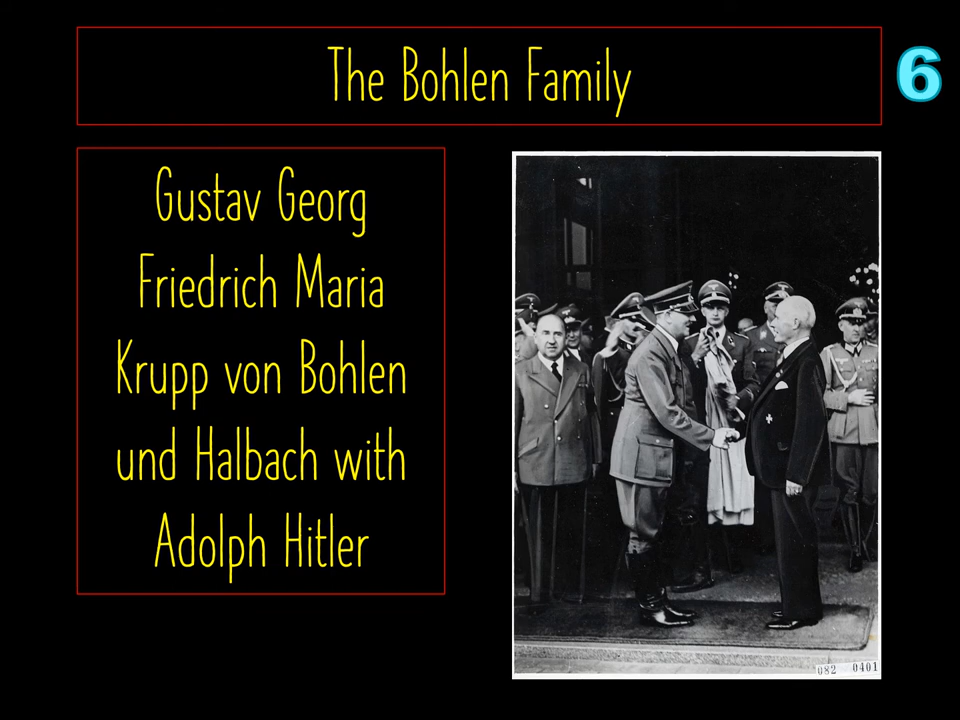 The Bohlen Family
6
Gustav Georg
Friedrich Maria
Krupp von Bohlen
und Halbach with
Adolph Hitler
082 0401